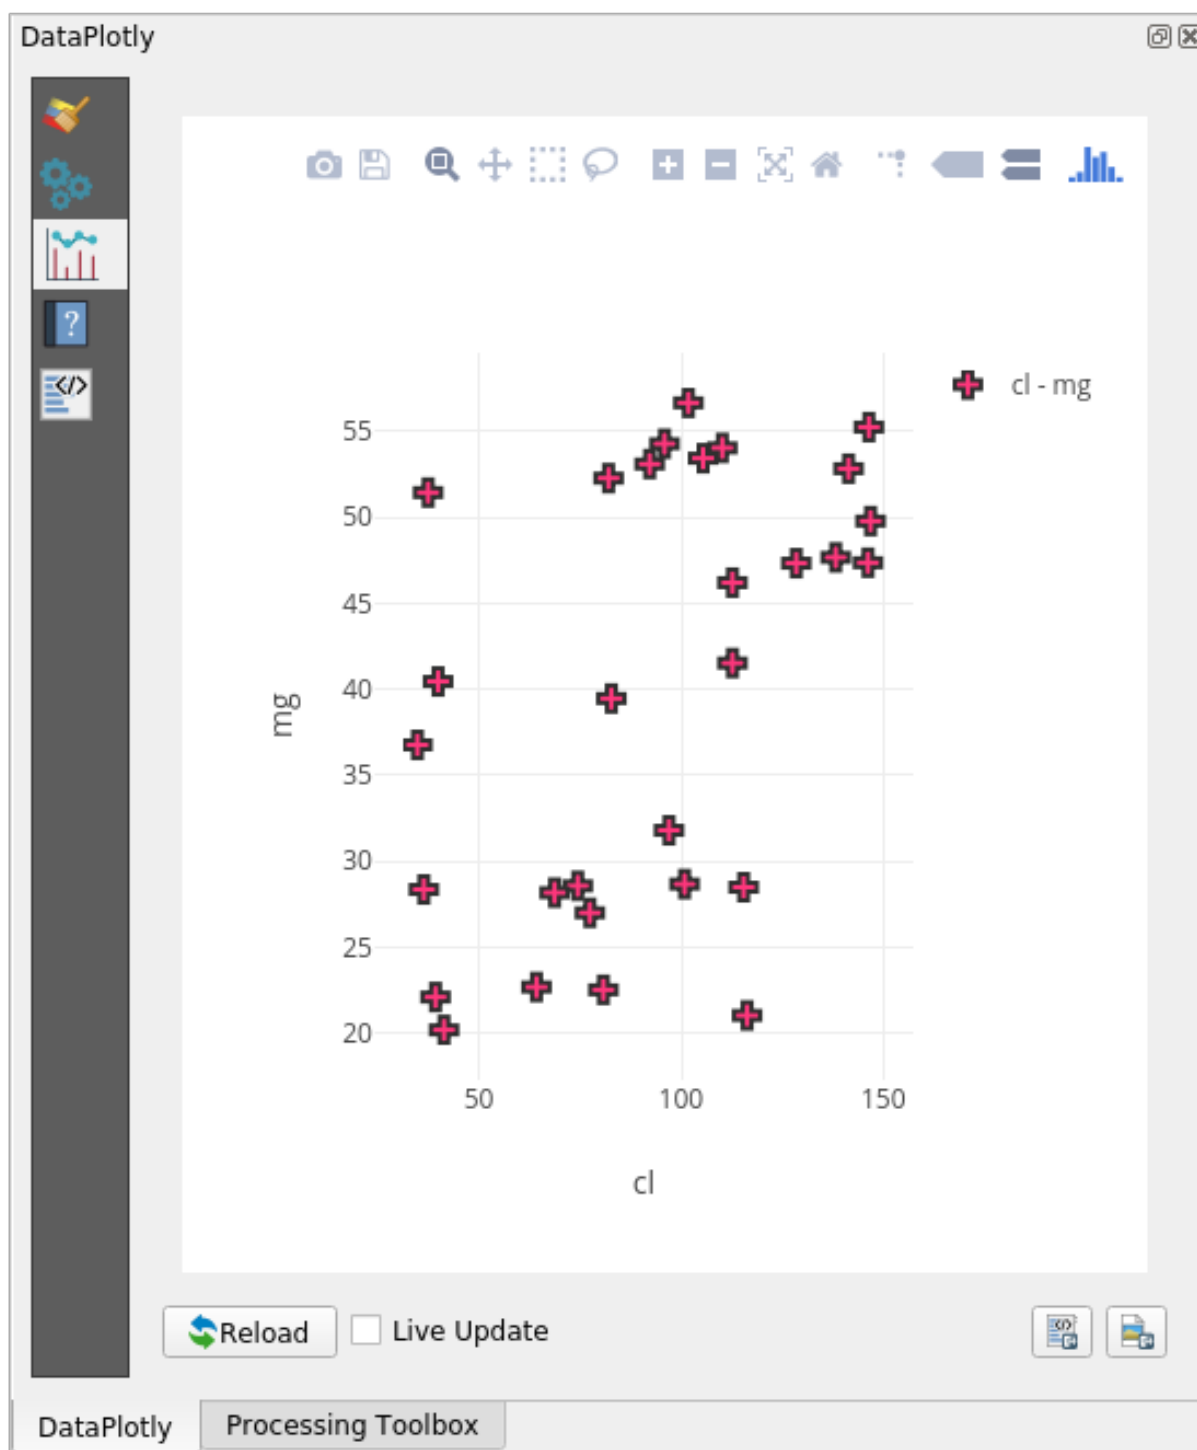 DataPlotly
?
</>
cl - mg
55
50
45
40
35
30
25
20
mg
50 100 150
cl
Reload Live Update
DataPlotly Processing Toolbox